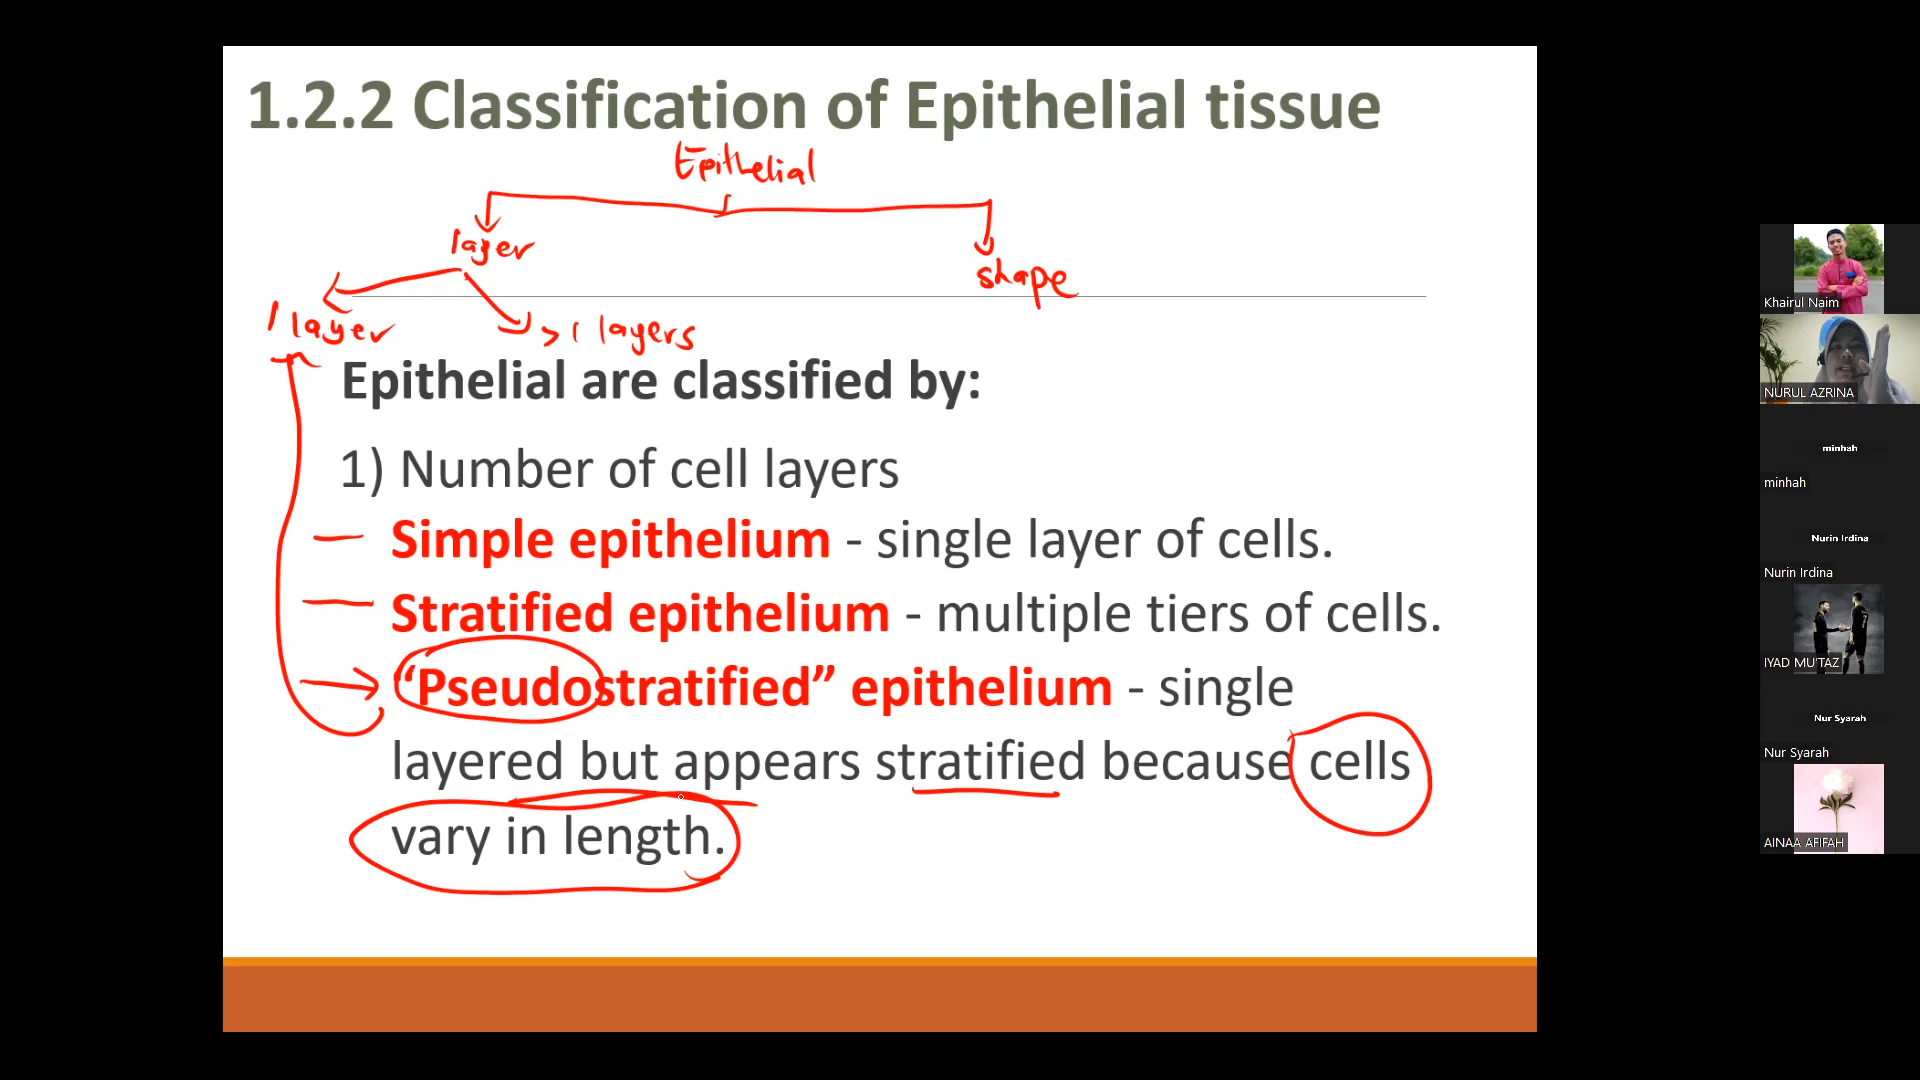 1.2.2 Classification of Epithelial tissue
Epithelial
layer
shape
1 layer
>1 layers
Epithelial are classified by:
1) Number of cell layers
Simple epithelium - single layer of cells.
Stratified epithelium - multiple tiers of cells.
“Pseudostratified” epithelium - single
layered but appears stratified because cells
vary in length.
Khairul Naim
NURUL AZRINA
minhah
minhah
Nurin Irdina
Nurin Irdina
7
IYAD MU'TAZ
Nur Syarah
Nur Syarah
AINAA AFIFAH